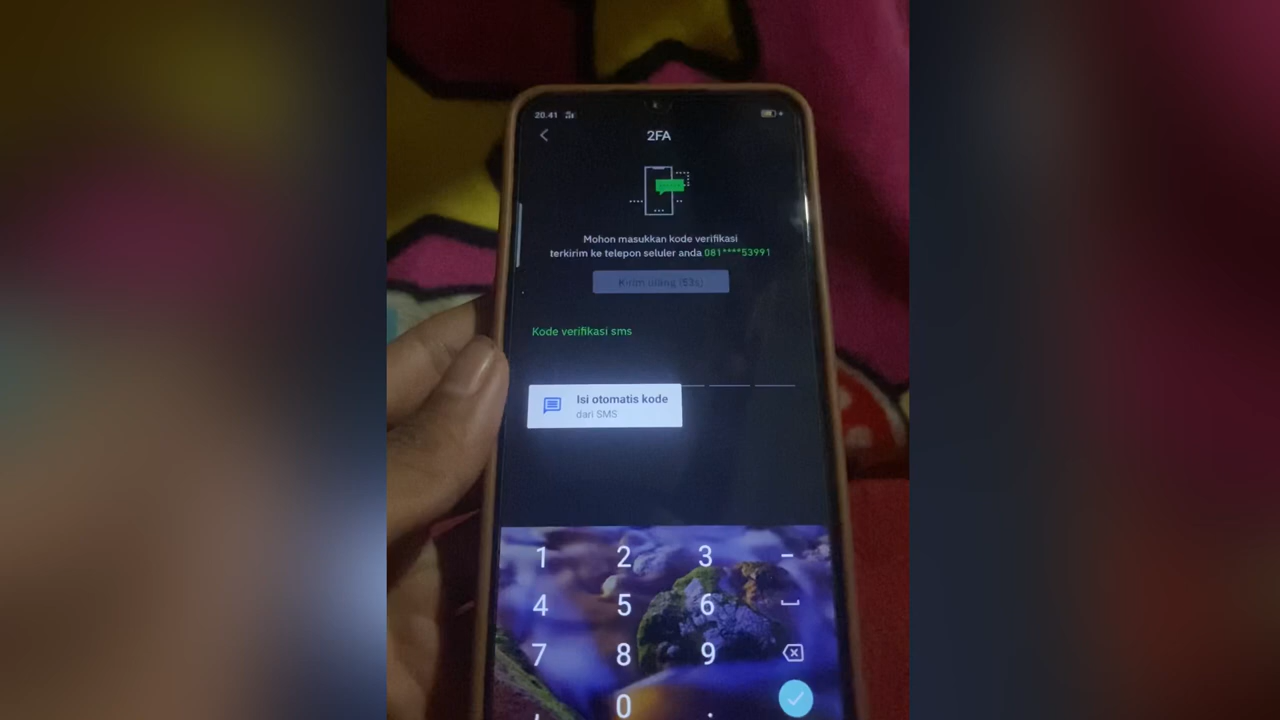 20.41
2FA
Mohon masukkan kode verifikasi
terkirim ke telepon seluler anda 081****53991
Kirim ulang (53s)
Kode verifikasi sms
Isi otomatis kode
dari SMS
1 2 3 -
4 5 6
7 8 9
, 0 .